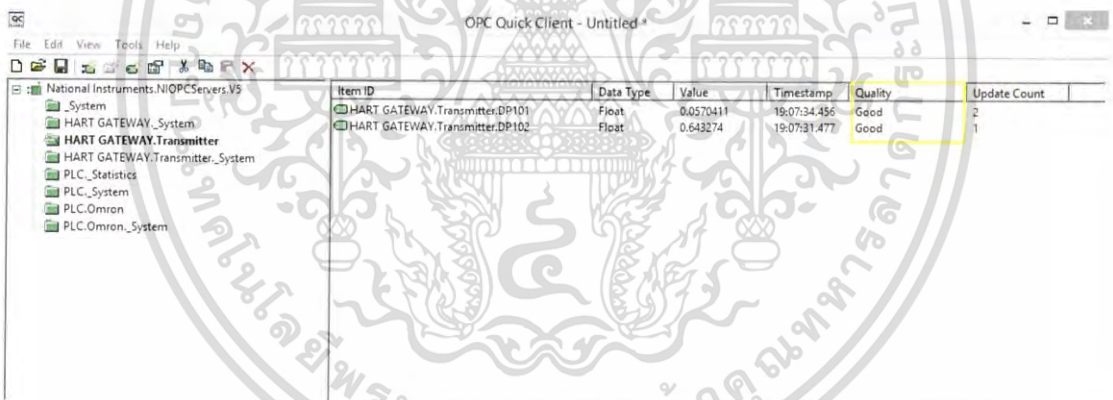 OPC Quick Client - Untitled *
File Edit View Tools Help
National Instruments.NIOPCServers.V5
_System
HART GATEWAY._System
HART GATEWAY.Transmitter
HART GATEWAY.Transmitter._System
PLC._Statistics
PLC._System
PLC.Omron
PLC.Omron._System
Item ID Data Type Value Timestamp Quality Update Count
HART GATEWAY.Transmitter.DP101 Float 0.0570411 19:07:34.456 Good 2
HART GATEWAY.Transmitter.DP102 Float 0.643274 19:07:31.477 Good 1